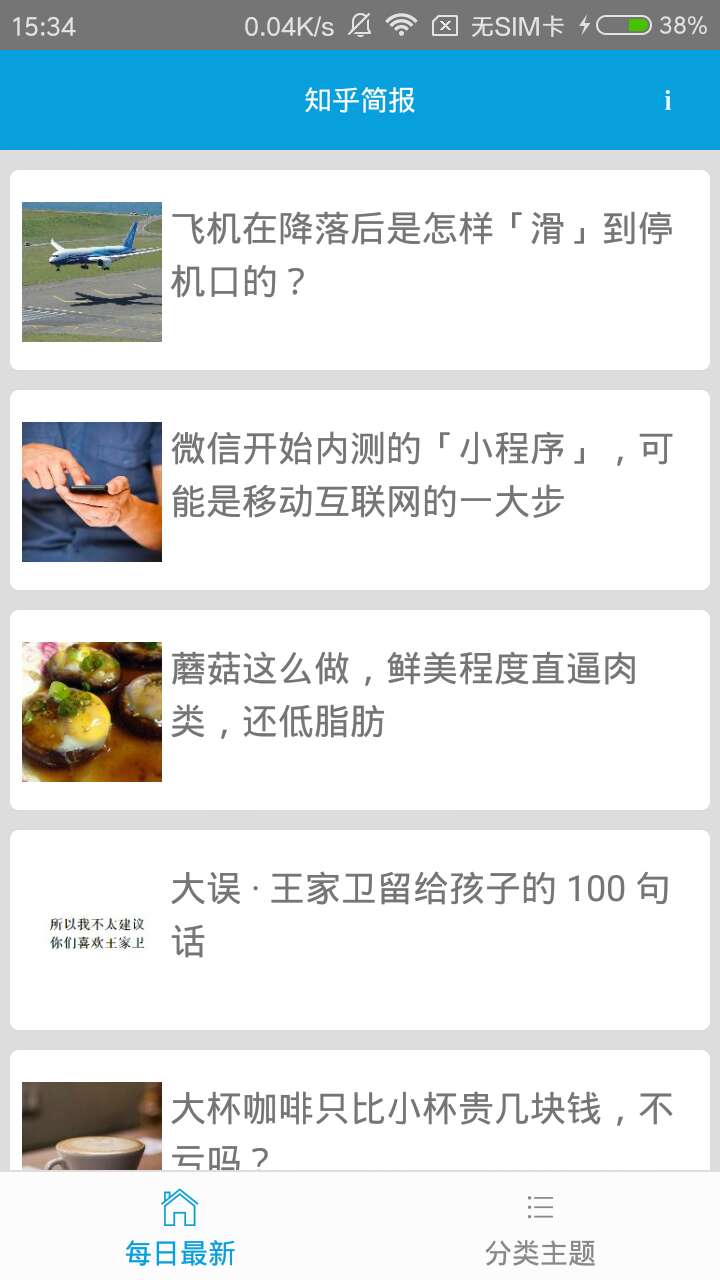 15:34
0.04K/s
无SIM卡
38%
知乎简报
i
飞机在降落后是怎样「滑」到停
机口的？
微信开始内测的「小程序」，可
能是移动互联网的一大步
蘑菇这么做，鲜美程度直逼肉
类，还低脂肪
所以我不太建议
你们喜欢王家卫
大误 · 王家卫留给孩子的 100 句
话
大杯咖啡只比小杯贵几块钱，不
亏吗？
每日最新
分类主题